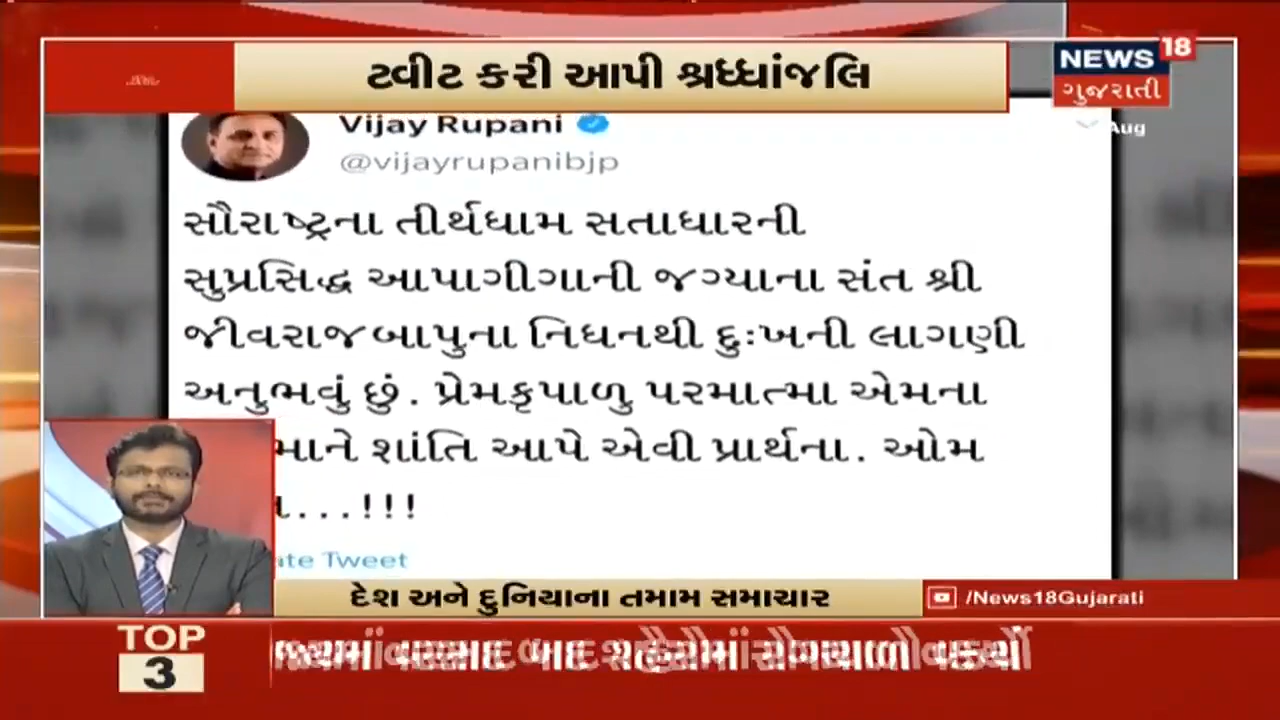 ટ્વીટ કરી આપી શ્રધ્ધાંજલિ
NEWS 18
ગુજરાતી
Vijay Rupani
Aug
@vijayrupanibjp
સૌરાષ્ટ્રના તીર્થધામ સતાધારની
સુપ્રસિદ્ધ આપાગીગાની જગ્યાના સંત શ્રી
જીવરાજબાપુના નિધનથી દુઃખની લાગણી
અનુભવું છું. પ્રેમકૃપાળુ પરમાત્મા એમના
માને શાંતિ આપે એવી પ્રાર્થના. ઓમ
...!!!
Tweet
દેશ અને દુનિયાના તમામ સમાચાર
/News18Gujarati
TOP
3